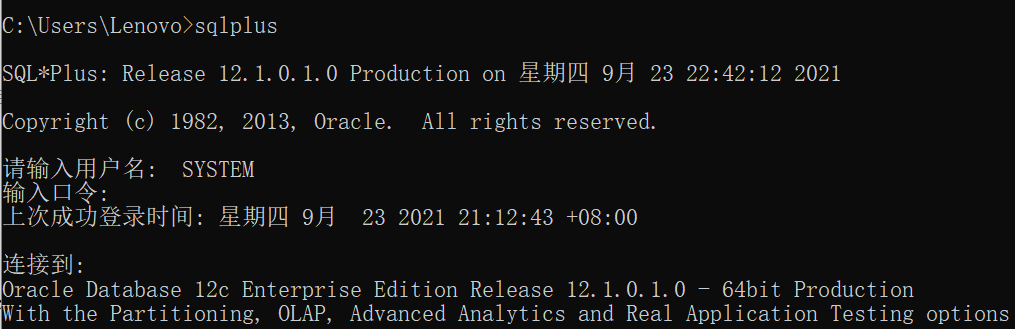 C:\Users\Lenovo>sqlplus
SQL*Plus: Release 12.1.0.1.0 Production on 星期四 9月 23 22:42:12 2021
Copyright (c) 1982, 2013, Oracle.  All rights reserved.
请输入用户名:  SYSTEM
输入口令:
上次成功登录时间: 星期四 9月  23 2021 21:12:43 +08:00
连接到:
Oracle Database 12c Enterprise Edition Release 12.1.0.1.0 - 64bit Production
With the Partitioning, OLAP, Advanced Analytics and Real Application Testing options